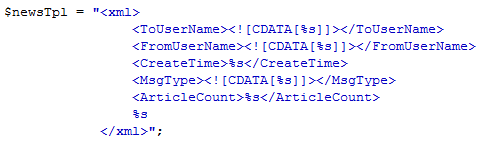 $newsTpl = "<xml>
<ToUserName><![CDATA[%s]]></ToUserName>
<FromUserName><![CDATA[%s]]></FromUserName>
<CreateTime>%s</CreateTime>
<MsgType><![CDATA[%s]]></MsgType>
<ArticleCount>%s</ArticleCount>
%s
</xml>";